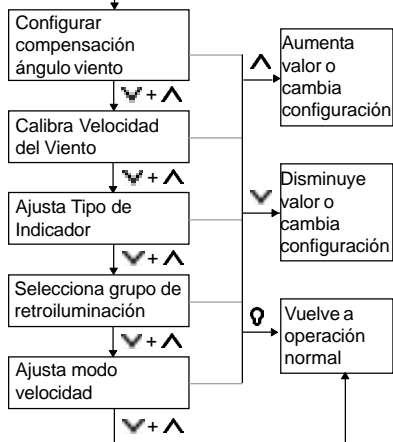 Configurar
compensación
ángulo viento
+
Calibra Velocidad
del Viento
+
Ajusta Tipo de
Indicador
+
Selecciona grupo de
retroiluminación
+
Ajusta modo
velocidad
+
Aumenta
valor o
cambia
configuración
Disminuye
valor o
cambia
configuración
Vuelve a
operación
normal